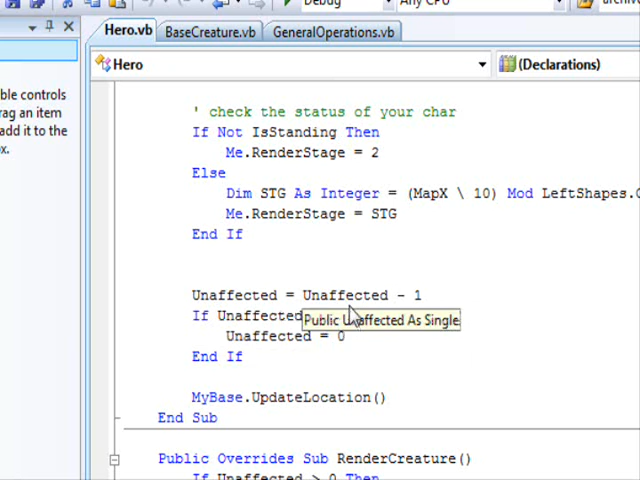 Debug
Any CPU
archive
Hero.vb BaseCreature.vb GeneralOperations.vb
Hero (Declarations)
ble controls
rag an item
add it to the
x.
' check the status of your char
If Not IsStanding Then
Me.RenderStage = 2
Else
Dim STG As Integer = (MapX \ 10) Mod LeftShapes.
Me.RenderStage = STG
End If
Unaffected = Unaffected - 1
If Unaffected
Public Unaffected As Single
Unaffected = 0
End If
MyBase.UpdateLocation()
End Sub
Public Overrides Sub RenderCreature()
If Unaffected > 0 Then